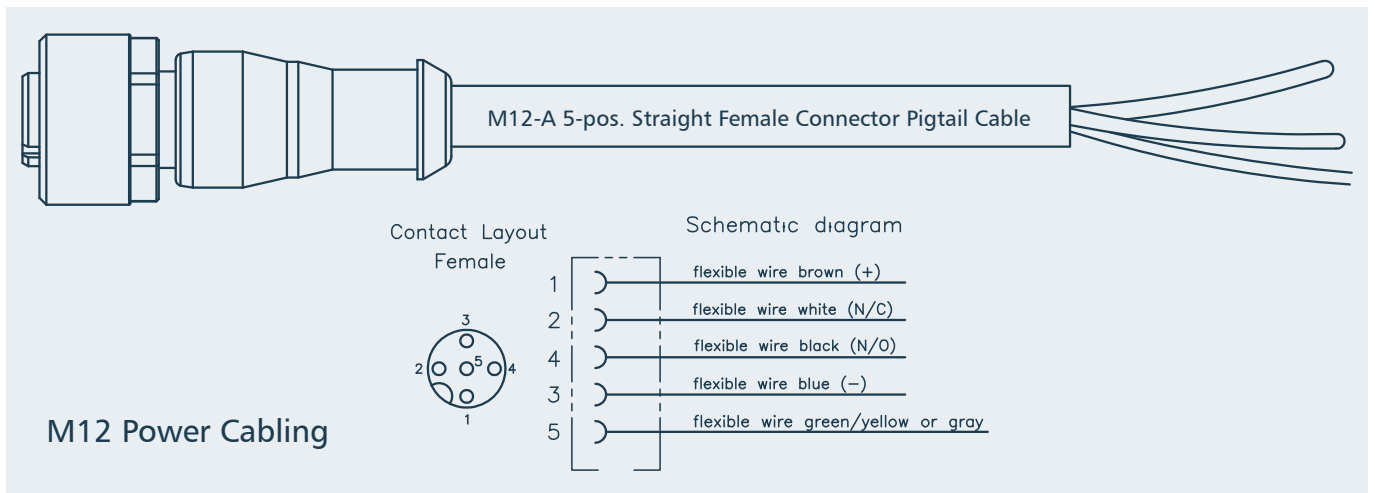 M12-A 5-pos. Straight Female Connector Pigtail Cable
Contact Layout
Female
Schematic diagram
1 flexible wire brown (+)
2 flexible wire white (N/C)
4 flexible wire black (N/O)
3 flexible wire blue (−)
5 flexible wire green/yellow or gray
3
2 5 4
1
M12 Power Cabling